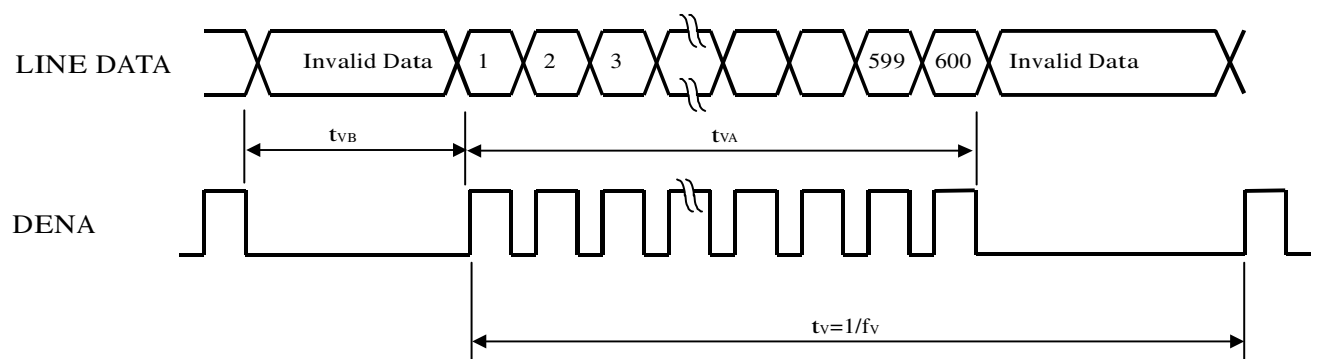 LINE DATA Invalid Data 1 2 3 599 600 Invalid Data
tVB tVA
DENA
tV=1/fV